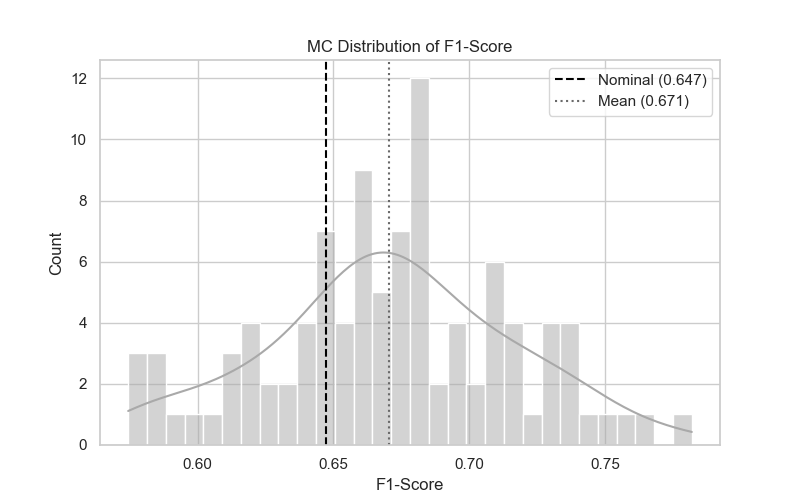 MC Distribution of F1-Score
Nominal (0.647)
Mean (0.671)
12
10
8
6
4
2
0
Count
0.60
0.65
0.70
0.75
F1-Score